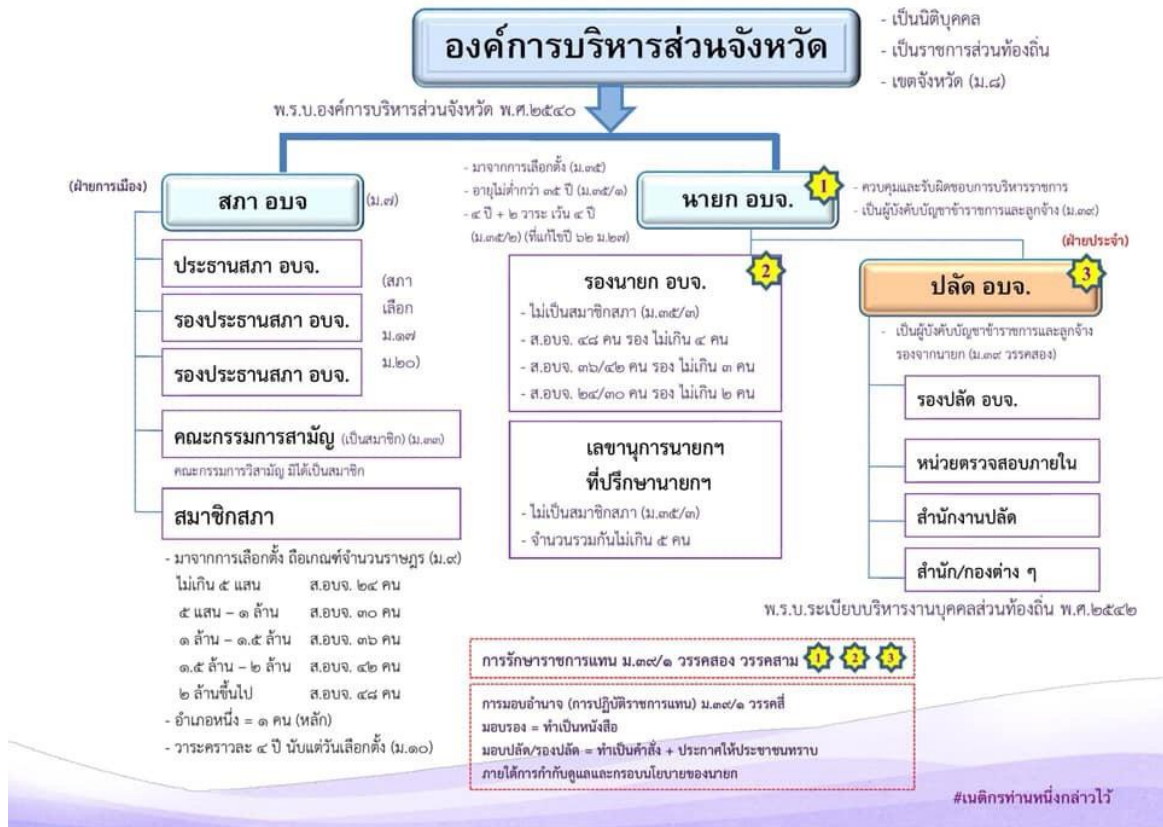 องค์การบริหารส่วนจังหวัด
- เป็นนิติบุคคล
- เป็นราชการส่วนท้องถิ่น
- เขตจังหวัด (ม.๘)
พ.ร.บ.องค์การบริหารส่วนจังหวัด พ.ศ.๒๕๔๐
(ฝ่ายการเมือง)
สภา อบจ
(ม.๗)
ประธานสภา อบจ.
รองประธานสภา อบจ.
รองประธานสภา อบจ.
(สภา
เลือก
ม.๑๗
ม.๒๐)
คณะกรรมการสามัญ (เป็นสมาชิก) (ม.๓๓)
คณะกรรมการวิสามัญ มิได้เป็นสมาชิก
สมาชิกสภา
- มาจากการเลือกตั้ง ถือเกณฑ์จำนวนราษฎร (ม.๙)
ไม่เกิน ๕ แสน ส.อบจ. ๒๔ คน
๕ แสน – ๑ ล้าน ส.อบจ. ๓๐ คน
๑ ล้าน – ๑.๕ ล้าน ส.อบจ. ๓๖ คน
๑.๕ ล้าน – ๒ ล้าน ส.อบจ. ๔๒ คน
๒ ล้านขึ้นไป ส.อบจ. ๔๘ คน
- อำเภอหนึ่ง = ๑ คน (หลัก)
- วาระคราวละ ๔ ปี นับแต่วันเลือกตั้ง (ม.๑๐)
- มาจากการเลือกตั้ง (ม.๓๕)
- อายุไม่ต่ำกว่า ๓๕ ปี (ม.๓๕/๑)
- ๔ ปี + ๒ วาระ เว้น ๔ ปี
(ม.๓๕/๒) (ที่แก้ไขปี ๖๒ ม.๒๗)
นายก อบจ.
1
- ควบคุมและรับผิดชอบการบริหารราชการ
- เป็นผู้บังคับบัญชาข้าราชการและลูกจ้าง (ม.๓๙)
รองนายก อบจ.
2
- ไม่เป็นสมาชิกสภา (ม.๓๕/๓)
- ส.อบจ. ๔๘ คน รอง ไม่เกิน ๔ คน
- ส.อบจ. ๓๖/๔๒ คน รอง ไม่เกิน ๓ คน
- ส.อบจ. ๒๔/๓๐ คน รอง ไม่เกิน ๒ คน
เลขานุการนายกฯ
ที่ปรึกษานายกฯ
- ไม่เป็นสมาชิกสภา (ม.๓๕/๓)
- จำนวนรวมกันไม่เกิน ๕ คน
(ฝ่ายประจำ)
ปลัด อบจ.
3
- เป็นผู้บังคับบัญชาข้าราชการและลูกจ้าง
รองจากนายก (ม.๓๙ วรรคสอง)
รองปลัด อบจ.
หน่วยตรวจสอบภายใน
สำนักงานปลัด
สำนัก/กองต่าง ๆ
พ.ร.บ.ระเบียบบริหารงานบุคคลส่วนท้องถิ่น พ.ศ.๒๕๔๒
การรักษาราชการแทน ม.๓๙/๑ วรรคสอง วรรคสาม 1 2 3
การมอบอำนาจ (การปฏิบัติราชการแทน) ม.๓๙/๑ วรรคสี่
มอบรอง = ทำเป็นหนังสือ
มอบปลัด/รองปลัด = ทำเป็นคำสั่ง + ประกาศให้ประชาชนทราบ
ภายใต้การกำกับดูแลและกรอบนโยบายของนายก
#เนติกรท่านหนึ่งกล่าวไว้